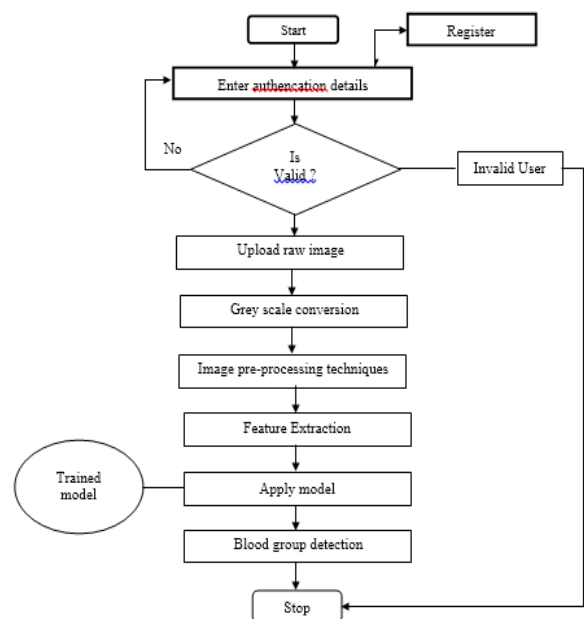 Start
Register
Enter authencation details
No
Is
Valid ?
Invalid User
Upload raw image
Grey scale conversion
Image pre-processing techniques
Feature Extraction
Trained
model
Apply model
Blood group detection
Stop